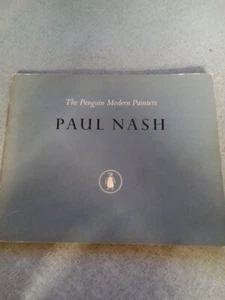 The Penguin Modern Painters
PAUL NASH